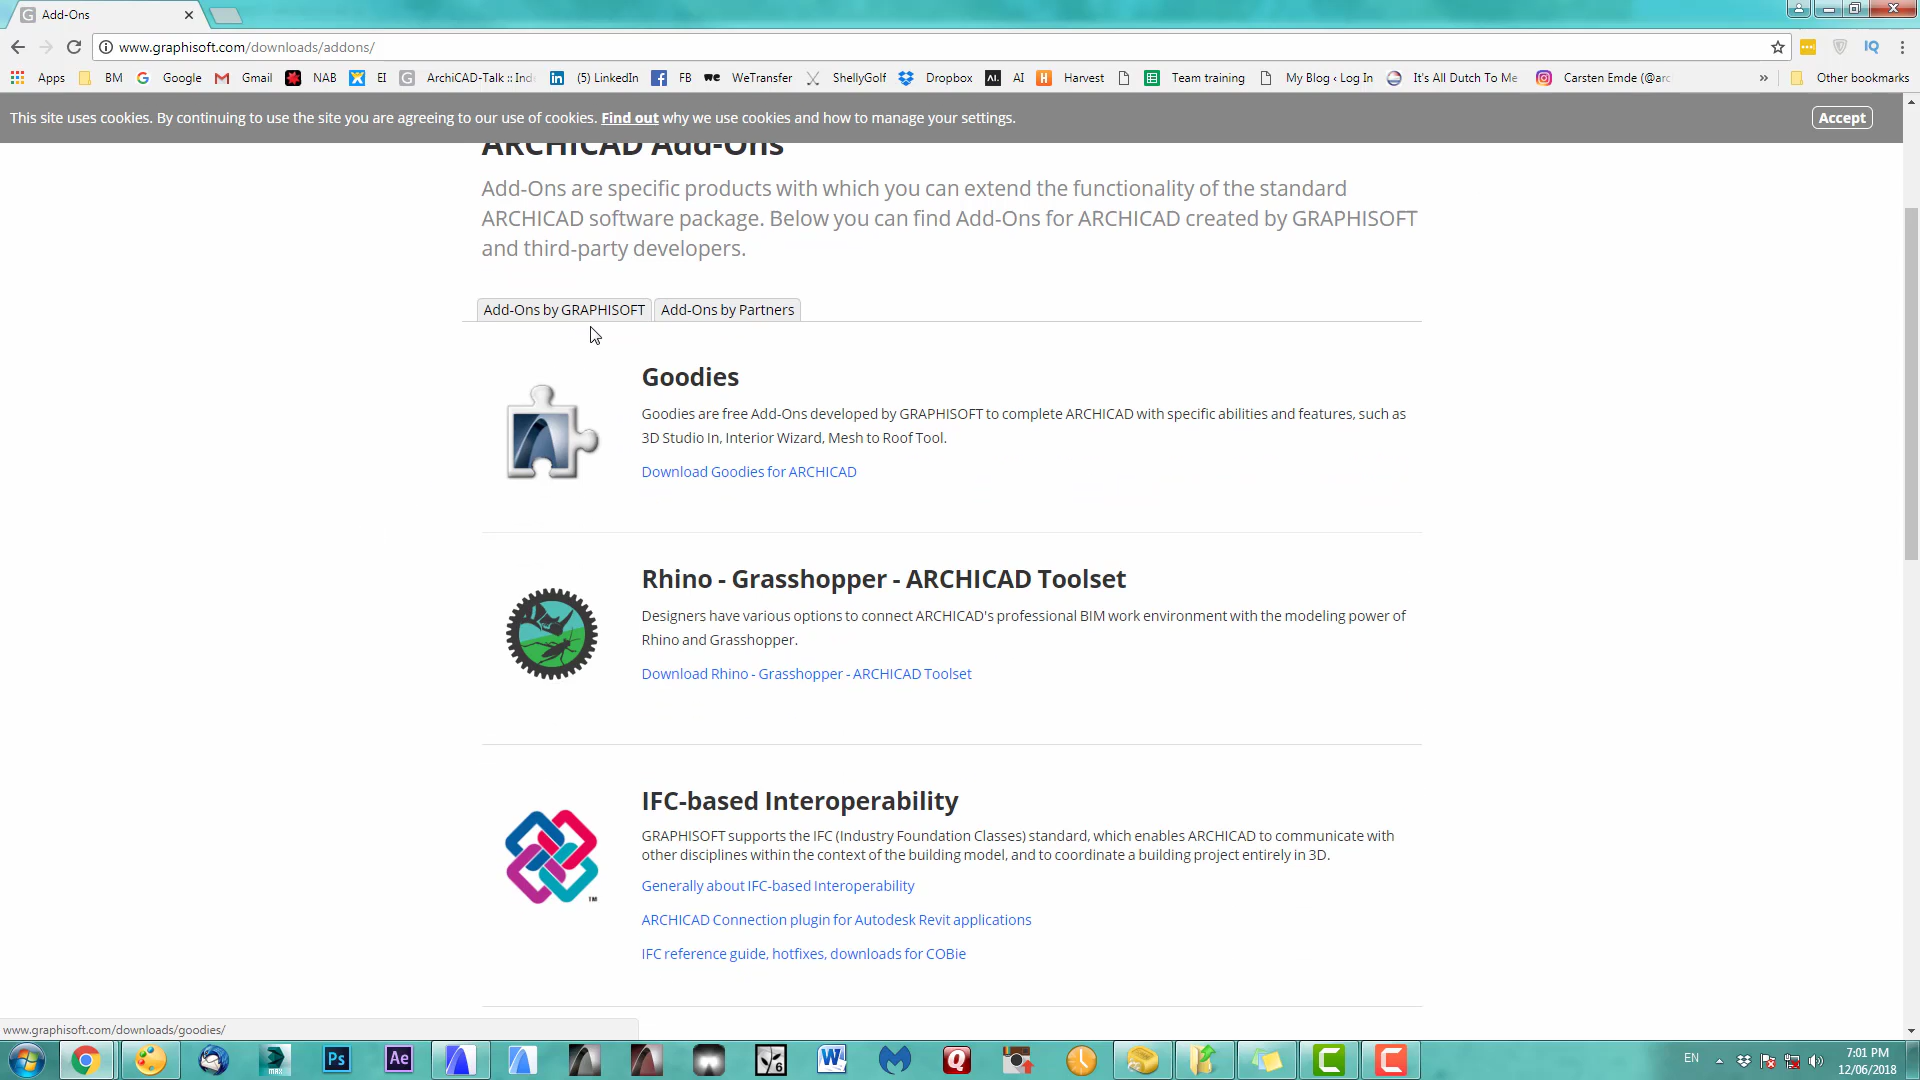 Add-Ons
www.graphisoft.com/downloads/addons/
IQ
Apps BM Google Gmail NAB EI ArchiCAD-Talk :: Ind (5) LinkedIn FB WeTransfer ShellyGolf Dropbox AI Harvest Team training My Blog ‹ Log In It's All Dutch To Me Carsten Emde (@arc » Other bookmarks
This site uses cookies. By continuing to use the site you are agreeing to our use of cookies. Find out why we use cookies and how to manage your settings. Accept
ARCHICAD Add-Ons
Add-Ons are specific products with which you can extend the functionality of the standard
ARCHICAD software package. Below you can find Add-Ons for ARCHICAD created by GRAPHISOFT
and third-party developers.
Add-Ons by GRAPHISOFT Add-Ons by Partners
Goodies
Goodies are free Add-Ons developed by GRAPHISOFT to complete ARCHICAD with specific abilities and features, such as
3D Studio In, Interior Wizard, Mesh to Roof Tool.
Download Goodies for ARCHICAD
Rhino - Grasshopper - ARCHICAD Toolset
Designers have various options to connect ARCHICAD's professional BIM work environment with the modeling power of
Rhino and Grasshopper.
Download Rhino - Grasshopper - ARCHICAD Toolset
IFC-based Interoperability
GRAPHISOFT supports the IFC (Industry Foundation Classes) standard, which enables ARCHICAD to communicate with
other disciplines within the context of the building model, and to coordinate a building project entirely in 3D.
TM
Generally about IFC-based Interoperability
ARCHICAD Connection plugin for Autodesk Revit applications
IFC reference guide, hotfixes, downloads for COBie
www.graphisoft.com/downloads/goodies/
MAX Ps Ae 6 W Q C C EN
7:01 PM
12/06/2018